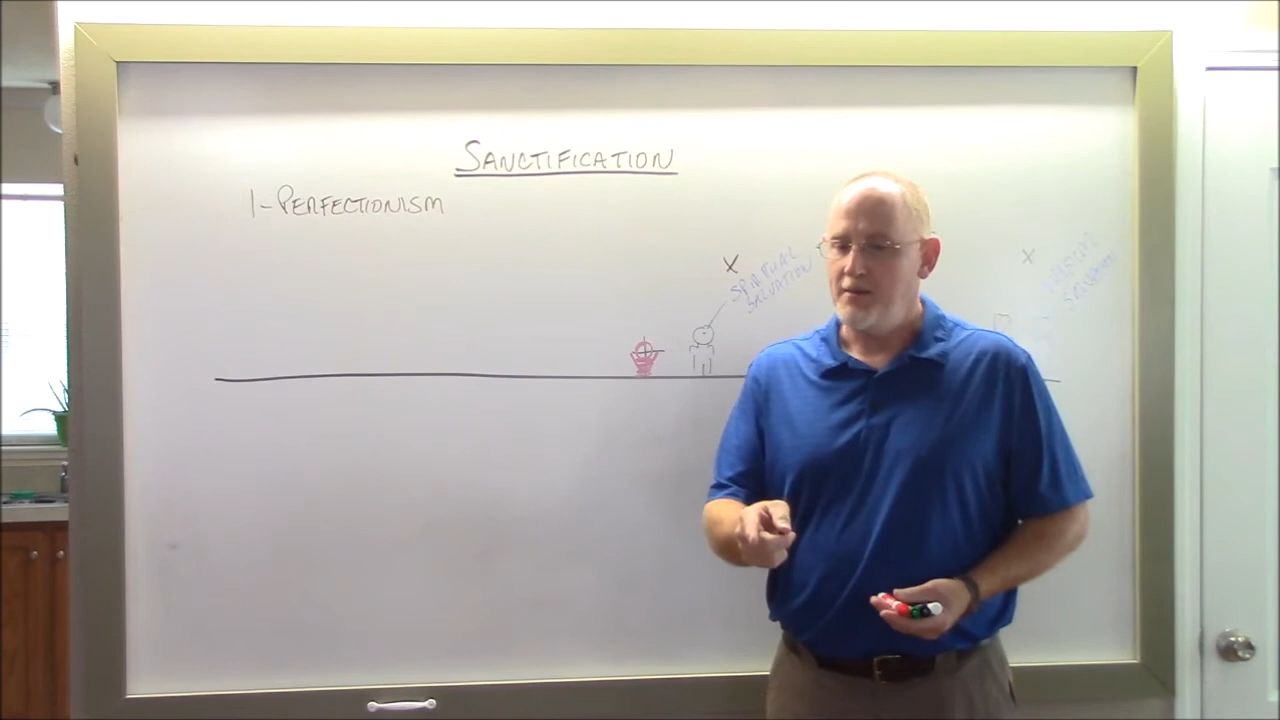 SANCTIFICATION
1-PERFECTIONISM
X
SPIRITUAL
SALVATION
X